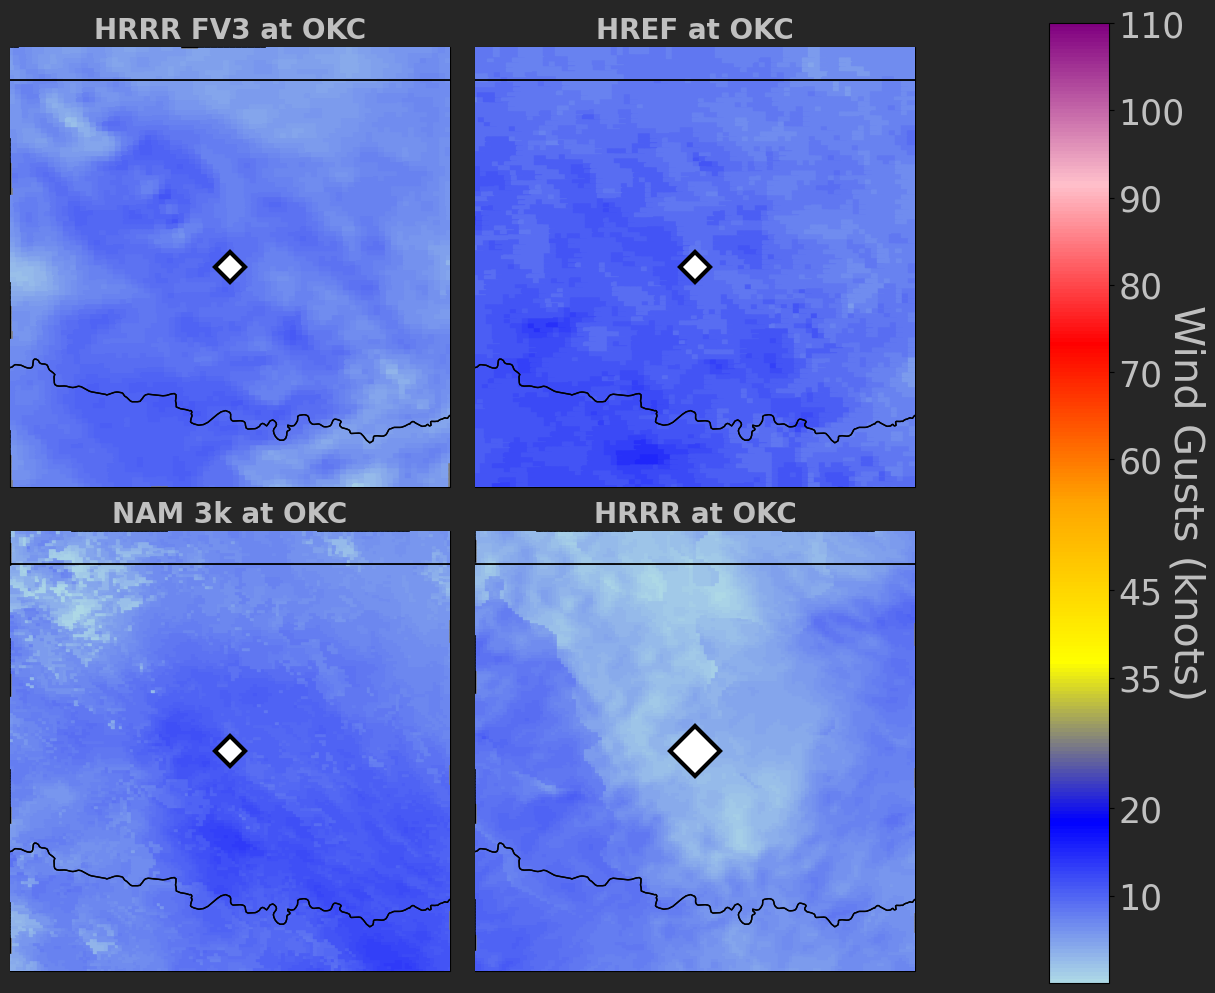 HRRR FV3 at OKC
HREF at OKC
NAM 3k at OKC
HRRR at OKC
110
100
90
80
70
60
45
35
20
10
Wind Gusts (knots)